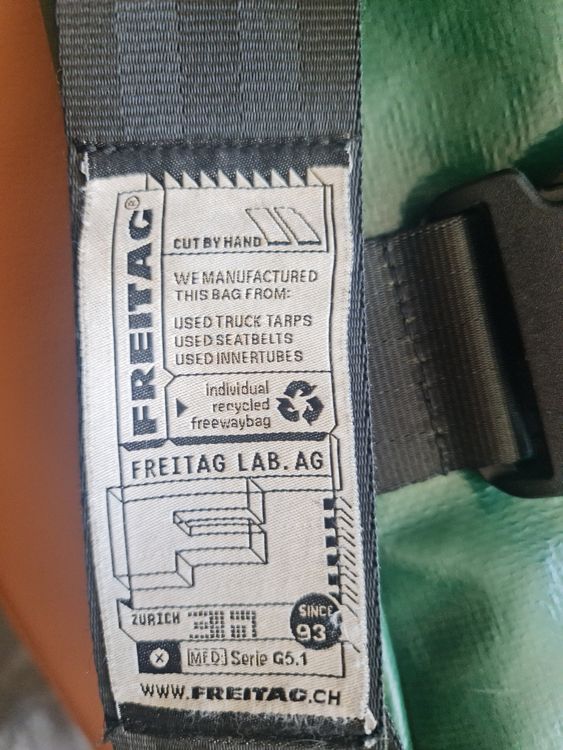 FREITAG®
CUT BY HAND
WE MANUFACTURED
THIS BAG FROM:
USED TRUCK TARPS
USED SEATBELTS
USED INNERTUBES
individual
recycled
freewaybag
FREITAG LAB. AG
ZURICH
SINCE
93
Serie G5.1
WWW.FREITAG.CH